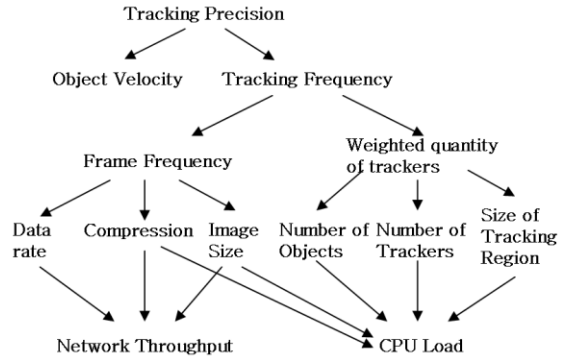 Tracking Precision
Object Velocity
Tracking Frequency
Frame Frequency
Weighted quantity
of trackers
Data
rate
Compression
Image
Size
Number of
Objects
Number of
Trackers
Size of
Tracking
Region
Network Throughput
CPU Load